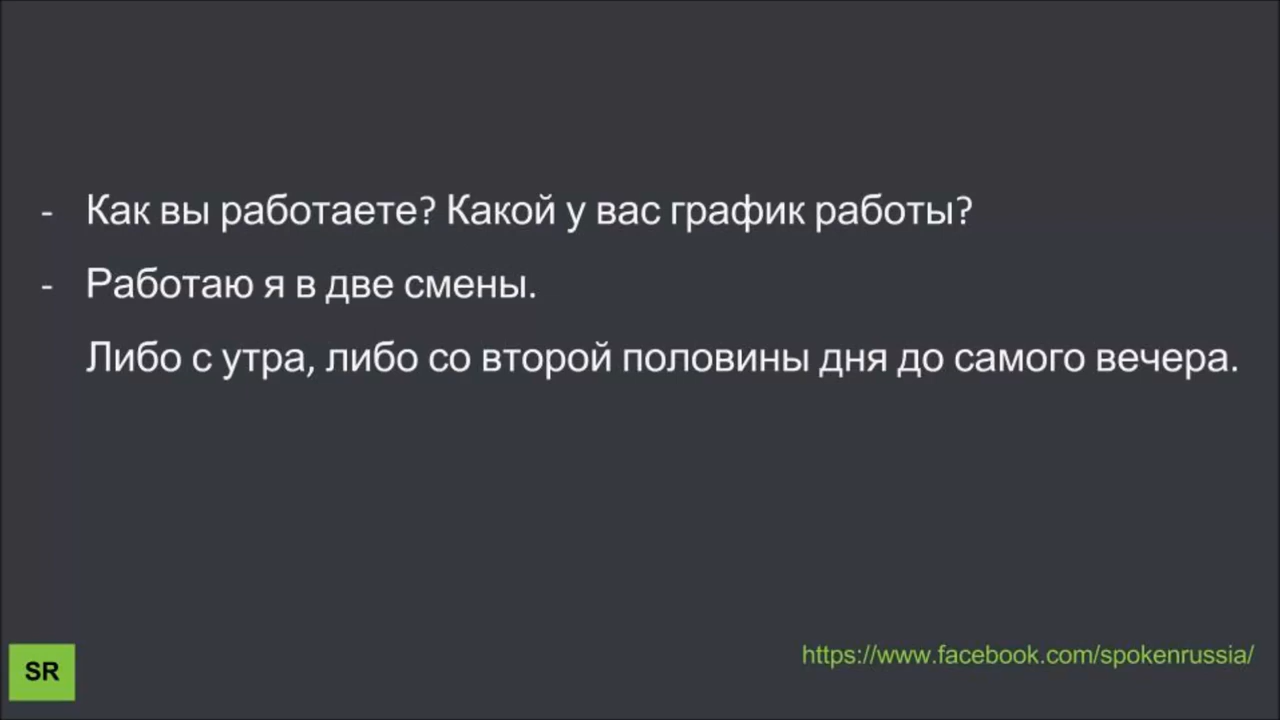 - Как вы работаете? Какой у вас график работы?
- Работаю я в две смены.
Либо с утра, либо со второй половины дня до самого вечера.
SR
https://www.facebook.com/spokenrussia/